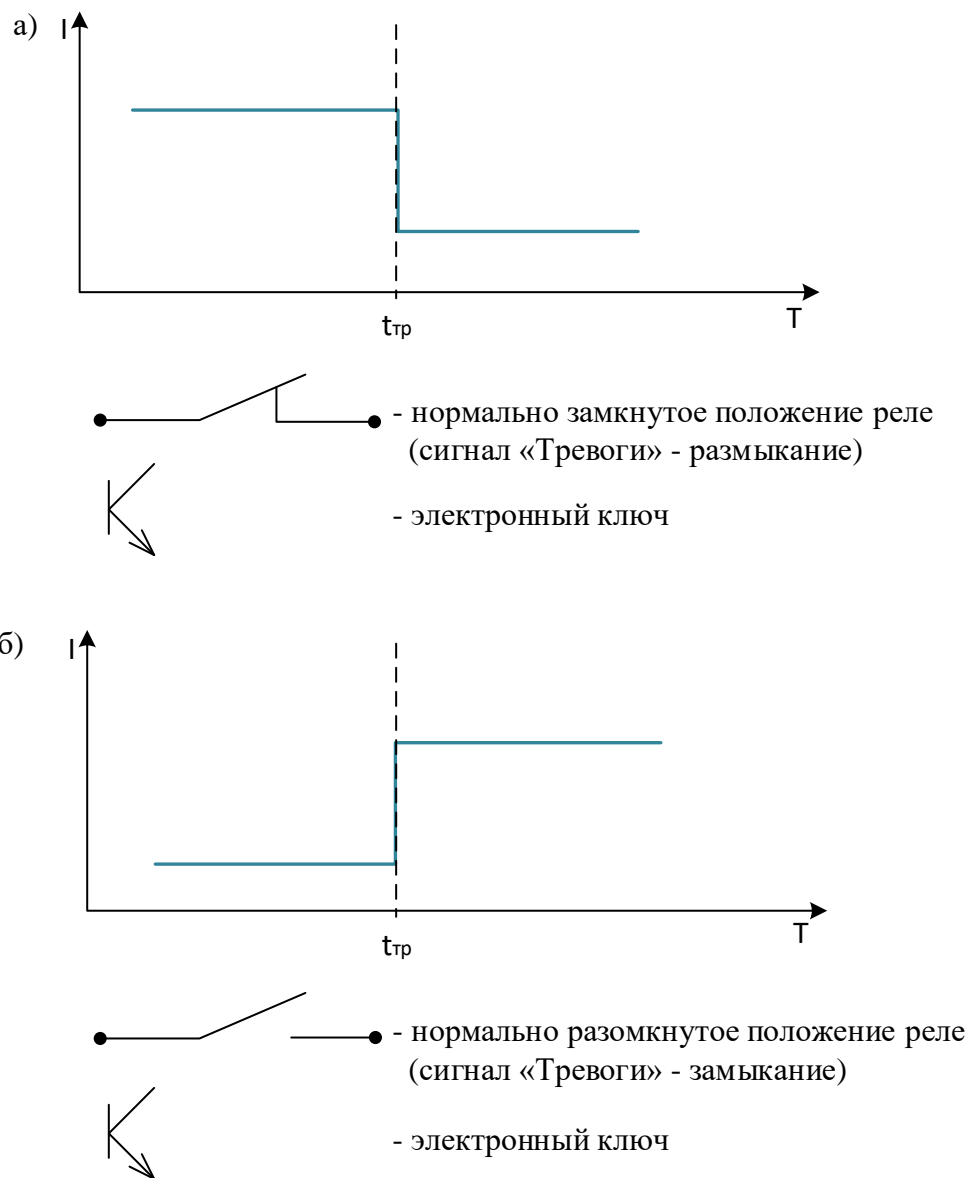 а)
I
tтр
T
- нормально замкнутое положение реле
(сигнал «Тревоги» - размыкание)
- электронный ключ
б)
I
tтр
T
- нормально разомкнутое положение реле
(сигнал «Тревоги» - замыкание)
- электронный ключ